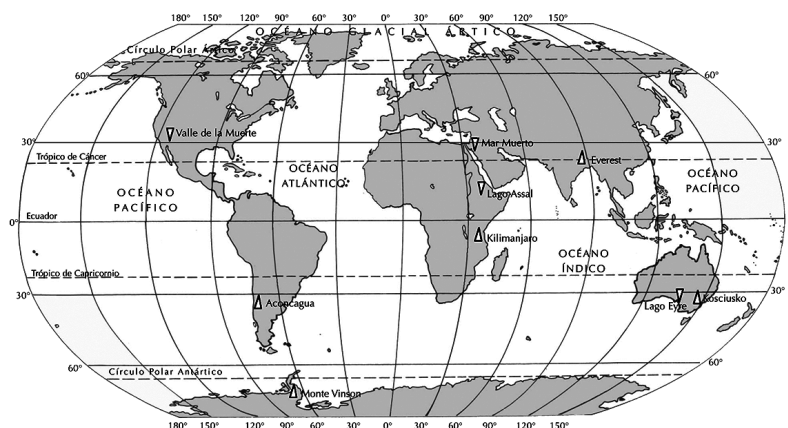 180° 150° 120° 90° 60° 30° 0° 30° 60° 90° 120° 150°
OCÉANO GLACIAL ÁRTICO
Círculo Polar Ártico
60° 60°
Valle de la Muerte
30° Mar Muerto 30°
Trópico de Cáncer Everest
OCÉANO
ATLÁNTICO
OCÉANO
PACÍFICO
OCÉANO
PACÍFICO
Lago Assal
Ecuador
0° 0°
Kilimanjaro
OCÉANO
ÍNDICO
Trópico de Capricornio
30° Aconcagua 30°
Lago Eyre Kosciusko
60° 60°
Círculo Polar Antártico
Monte Vinson
180° 150° 120° 90° 60° 30° 0° 30° 60° 90° 120° 150°